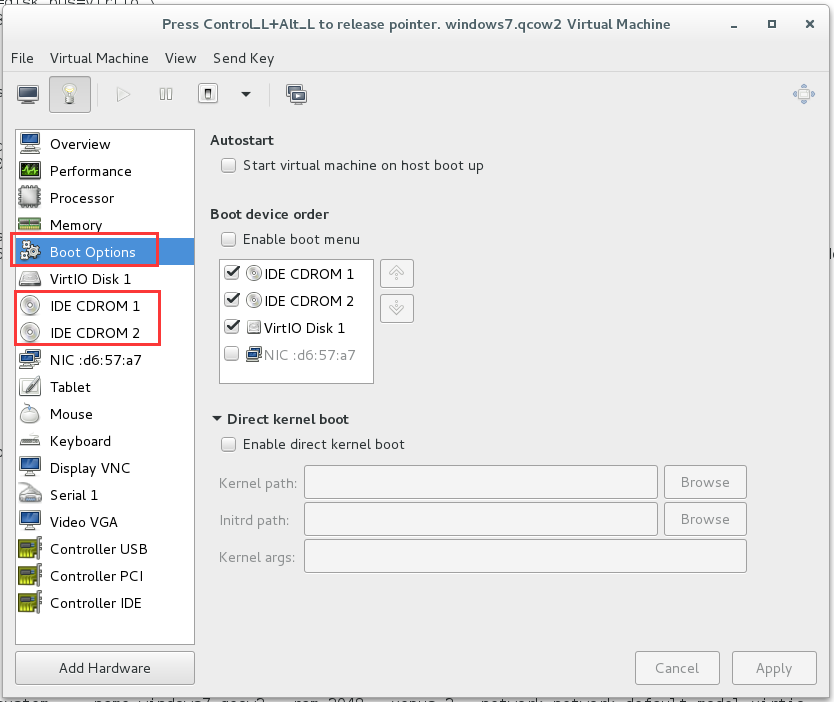 =disk,bus=virtio \
Press Control_L+Alt_L to release pointer. windows7.qcow2 Virtual Machine
File Virtual Machine View Send Key
Overview
Performance
Processor
Memory
Boot Options
VirtIO Disk 1
IDE CDROM 1
IDE CDROM 2
NIC :d6:57:a7
Tablet
Mouse
Keyboard
Display VNC
Serial 1
Video VGA
Controller USB
Controller PCI
Controller IDE
Add Hardware
Autostart
Start virtual machine on host boot up
Boot device order
Enable boot menu
IDE CDROM 1
IDE CDROM 2
VirtIO Disk 1
NIC :d6:57:a7
Direct kernel boot
Enable direct kernel boot
Kernel path: Browse
Initrd path: Browse
Kernel args:
Cancel Apply